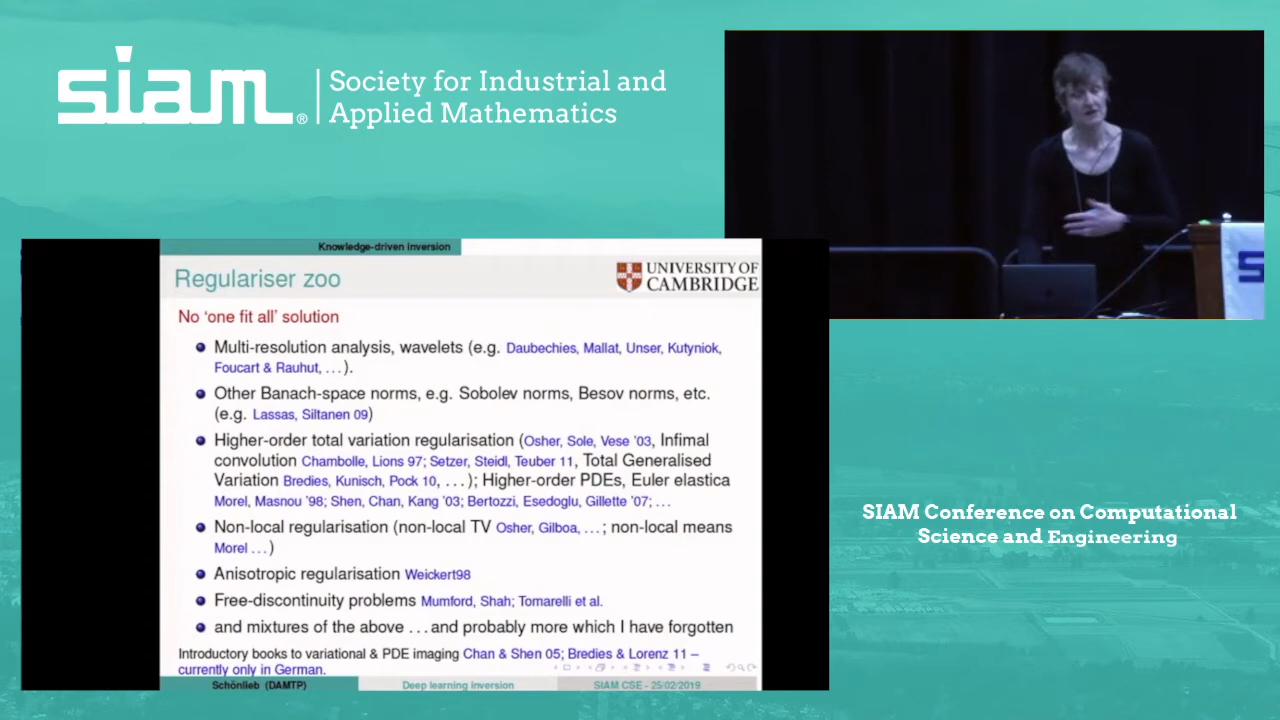 siam® Society for Industrial and
Applied Mathematics
Knowledge-driven inversion
Regulariser zoo
UNIVERSITY OF
CAMBRIDGE
No ‘one fit all’ solution
Multi-resolution analysis, wavelets (e.g. Daubechies, Mallat, Unser, Kutyniok,
Foucart & Rauhut, ...).
Other Banach-space norms, e.g. Sobolev norms, Besov norms, etc.
(e.g. Lassas, Siltanen 09)
Higher-order total variation regularisation (Osher, Sole, Vese ’03, Infimal
convolution Chambolle, Lions 97; Setzer, Steidl, Teuber 11, Total Generalised
Variation Bredies, Kunisch, Pock 10, ...); Higher-order PDEs, Euler elastica
Morel, Masnou ’98; Shen, Chan, Kang ’03; Bertozzi, Esedoglu, Gillette ’07; ...
Non-local regularisation (non-local TV Osher, Gilboa, ...; non-local means
Morel ...)
Anisotropic regularisation Weickert98
Free-discontinuity problems Mumford, Shah; Tomarelli et al.
and mixtures of the above ... and probably more which I have forgotten
Introductory books to variational & PDE imaging Chan & Shen 05; Bredies & Lorenz 11 –
currently only in German.
Schönlieb (DAMTP) Deep learning inversion SIAM CSE - 25/02/2019
SIAM Conference on Computational
Science and Engineering